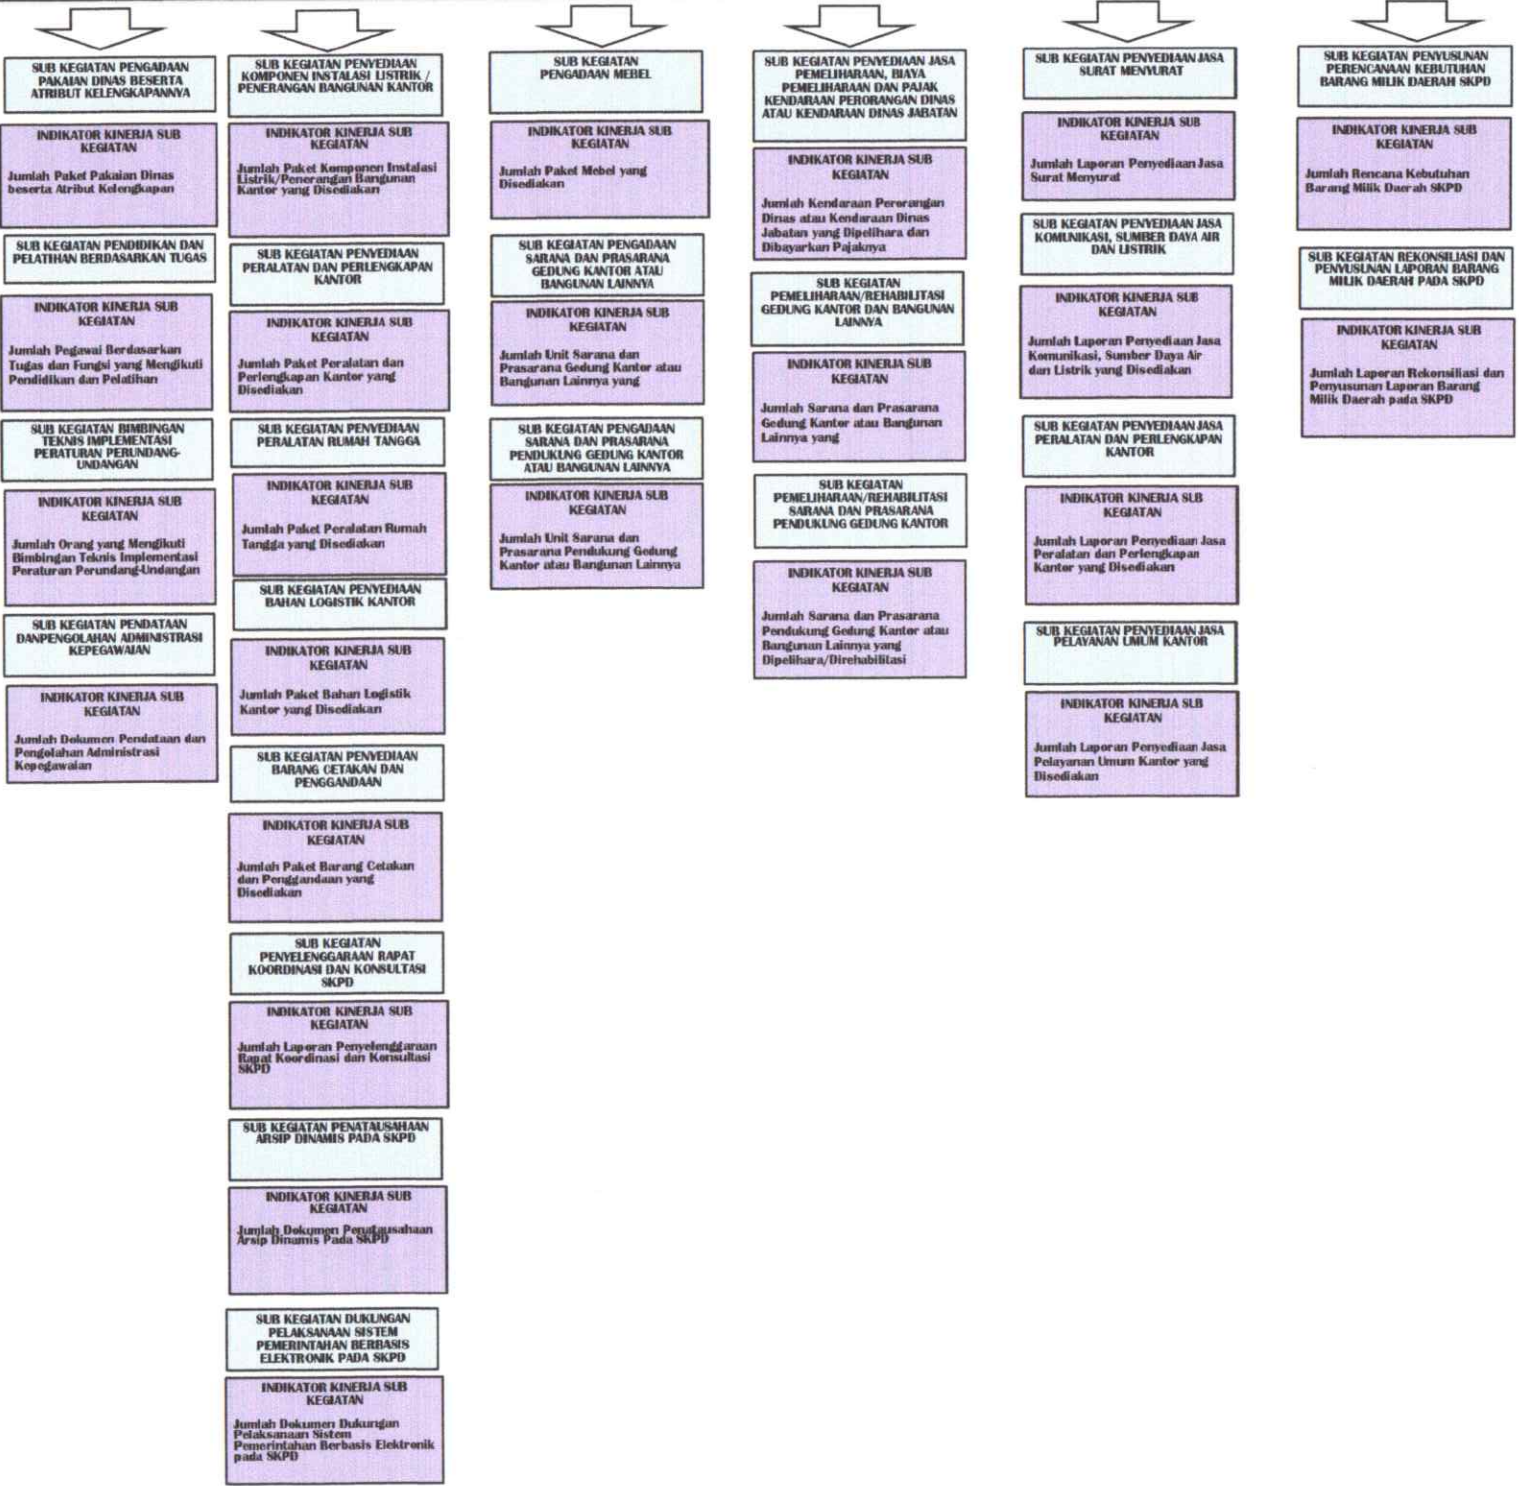 SUB KEGIATAN PENGADAAN
PAKAIAN DINAS BESERTA
ATRIBUT KELENGKAPANNYA
INDIKATOR KINERJA SUB
KEGIATAN
Jumlah Paket Pakaian Dinas
beserta Atribut Kelengkapan
SUB KEGIATAN PENDIDIKAN DAN
PELATIHAN BERDASARKAN TUGAS
INDIKATOR KINERJA SUB
KEGIATAN
Jumlah Pegawai Berdasarkan
Tugas dan Fungsi yang Mengikuti
Pendidikan dan Pelatihan
SUB KEGIATAN BIMBINGAN
TEKNIS IMPLEMENTASI
PERATURAN PERUNDANG-
UNDANGAN
INDIKATOR KINERJA SUB
KEGIATAN
Jumlah Orang yang Mengikuti
Bimbingan Teknis Implementasi
Peraturan Perundang-Undangan
SUB KEGIATAN PENDATAAN
DANPENGOLAHAN ADMINISTRASI
KEPEGAWAIAN
INDIKATOR KINERJA SUB
KEGIATAN
Jumlah Dokumen Pendataan dan
Pengolahan Administrasi
Kepegawaian
SUB KEGIATAN PENYEDIAAN
KOMPONEN INSTALASI LISTRIK /
PENERANGAN BANGUNAN KANTOR
INDIKATOR KINERJA SUB
KEGIATAN
Jumlah Paket Komponen Instalasi
Listrik/Penerangan Bangunan
Kantor yang Disediakan
SUB KEGIATAN PENYEDIAAN
PERALATAN DAN PERLENGKAPAN
KANTOR
INDIKATOR KINERJA SUB
KEGIATAN
Jumlah Paket Peralatan dan
Perlengkapan Kantor yang
Disediakan
SUB KEGIATAN PENYEDIAAN
PERALATAN RUMAH TANGGA
INDIKATOR KINERJA SUB
KEGIATAN
Jumlah Paket Peralatan Rumah
Tangga yang Disediakan
SUB KEGIATAN PENYEDIAAN
BAHAN LOGISTIK KANTOR
INDIKATOR KINERJA SUB
KEGIATAN
Jumlah Paket Bahan Logistik
Kantor yang Disediakan
SUB KEGIATAN PENYEDIAAN
BARANG CETAKAN DAN
PENGGANDAAN
INDIKATOR KINERJA SUB
KEGIATAN
Jumlah Paket Barang Cetakan
dan Penggandaan yang
Disediakan
SUB KEGIATAN
PENYELENGGARAAN RAPAT
KOORDINASI DAN KONSULTASI
SKPD
INDIKATOR KINERJA SUB
KEGIATAN
Jumlah Laporan Penyelenggaraan
Rapat Koordinasi dan Konsultasi
SKPD
SUB KEGIATAN PENATAUSAHAAN
ARSIP DINAMIS PADA SKPD
INDIKATOR KINERJA SUB
KEGIATAN
Jumlah Dokumen Penatausahaan
Arsip Dinamis Pada SKPD
SUB KEGIATAN DUKUNGAN
PELAKSANAAN SISTEM
PEMERINTAHAN BERBASIS
ELEKTRONIK PADA SKPD
INDIKATOR KINERJA SUB
KEGIATAN
Jumlah Dokumen Dukungan
Pelaksanaan Sistem
Pemerintahan Berbasis Elektronik
pada SKPD
SUB KEGIATAN
PENGADAAN MEBEL
INDIKATOR KINERJA SUB
KEGIATAN
Jumlah Paket Mebel yang
Disediakan
SUB KEGIATAN PENGADAAN
SARANA DAN PRASARANA
GEDUNG KANTOR ATAU
BANGUNAN LAINNYA
INDIKATOR KINERJA SUB
KEGIATAN
Jumlah Unit Sarana dan
Prasarana Gedung Kantor atau
Bangunan Lainnya yang
SUB KEGIATAN PENGADAAN
SARANA DAN PRASARANA
PENDUKUNG GEDUNG KANTOR
ATAU BANGUNAN LAINNYA
INDIKATOR KINERJA SUB
KEGIATAN
Jumlah Unit Sarana dan
Prasarana Pendukung Gedung
Kantor atau Bangunan Lainnya
SUB KEGIATAN PENYEDIAAN JASA
PEMELIHARAAN, BIAYA
PEMELIHARAAN DAN PAJAK
KENDARAAN PERORANGAN DINAS
ATAU KENDARAAN DINAS JABATAN
INDIKATOR KINERJA SUB
KEGIATAN
Jumlah Kendaraan Perorangan
Dinas atau Kendaraan Dinas
Jabatan yang Dipelihara dan
Dibayarkan Pajaknya
SUB KEGIATAN
PEMELIHARAAN/REHABILITASI
GEDUNG KANTOR DAN BANGUNAN
LAINNYA
INDIKATOR KINERJA SUB
KEGIATAN
Jumlah Sarana dan Prasarana
Gedung Kantor atau Bangunan
Lainnya yang
SUB KEGIATAN
PEMELIHARAAN/REHABILITASI
SARANA DAN PRASARANA
PENDUKUNG GEDUNG KANTOR
INDIKATOR KINERJA SUB
KEGIATAN
Jumlah Sarana dan Prasarana
Pendukung Gedung Kantor atau
Bangunan Lainnya yang
Dipelihara/Direhabilitasi
SUB KEGIATAN PENYEDIAAN JASA
SURAT MENYURAT
INDIKATOR KINERJA SUB
KEGIATAN
Jumlah Laporan Penyediaan Jasa
Surat Menyurat
SUB KEGIATAN PENYEDIAAN JASA
KOMUNIKASI, SUMBER DAYA AIR
DAN LISTRIK
INDIKATOR KINERJA SUB
KEGIATAN
Jumlah Laporan Penyediaan Jasa
Komunikasi, Sumber Daya Air
dan Listrik yang Disediakan
SUB KEGIATAN PENYEDIAAN JASA
PERALATAN DAN PERLENGKAPAN
KANTOR
INDIKATOR KINERJA SUB
KEGIATAN
Jumlah Laporan Penyediaan Jasa
Peralatan dan Perlengkapan
Kantor yang Disediakan
SUB KEGIATAN PENYEDIAAN JASA
PELAYANAN UMUM KANTOR
INDIKATOR KINERJA SUB
KEGIATAN
Jumlah Laporan Penyediaan Jasa
Pelayanan Umum Kantor yang
Disediakan
SUB KEGIATAN PENYUSUNAN
PERENCANAAN KEBUTUHAN
BARANG MILIK DAERAH SKPD
INDIKATOR KINERJA SUB
KEGIATAN
Jumlah Rencana Kebutuhan
Barang Milik Daerah SKPD
SUB KEGIATAN REKONSILIASI DAN
PENYUSUNAN LAPORAN BARANG
MILIK DAERAH PADA SKPD
INDIKATOR KINERJA SUB
KEGIATAN
Jumlah Laporan Rekonsiliasi dan
Penyusunan Laporan Barang
Milik Daerah pada SKPD